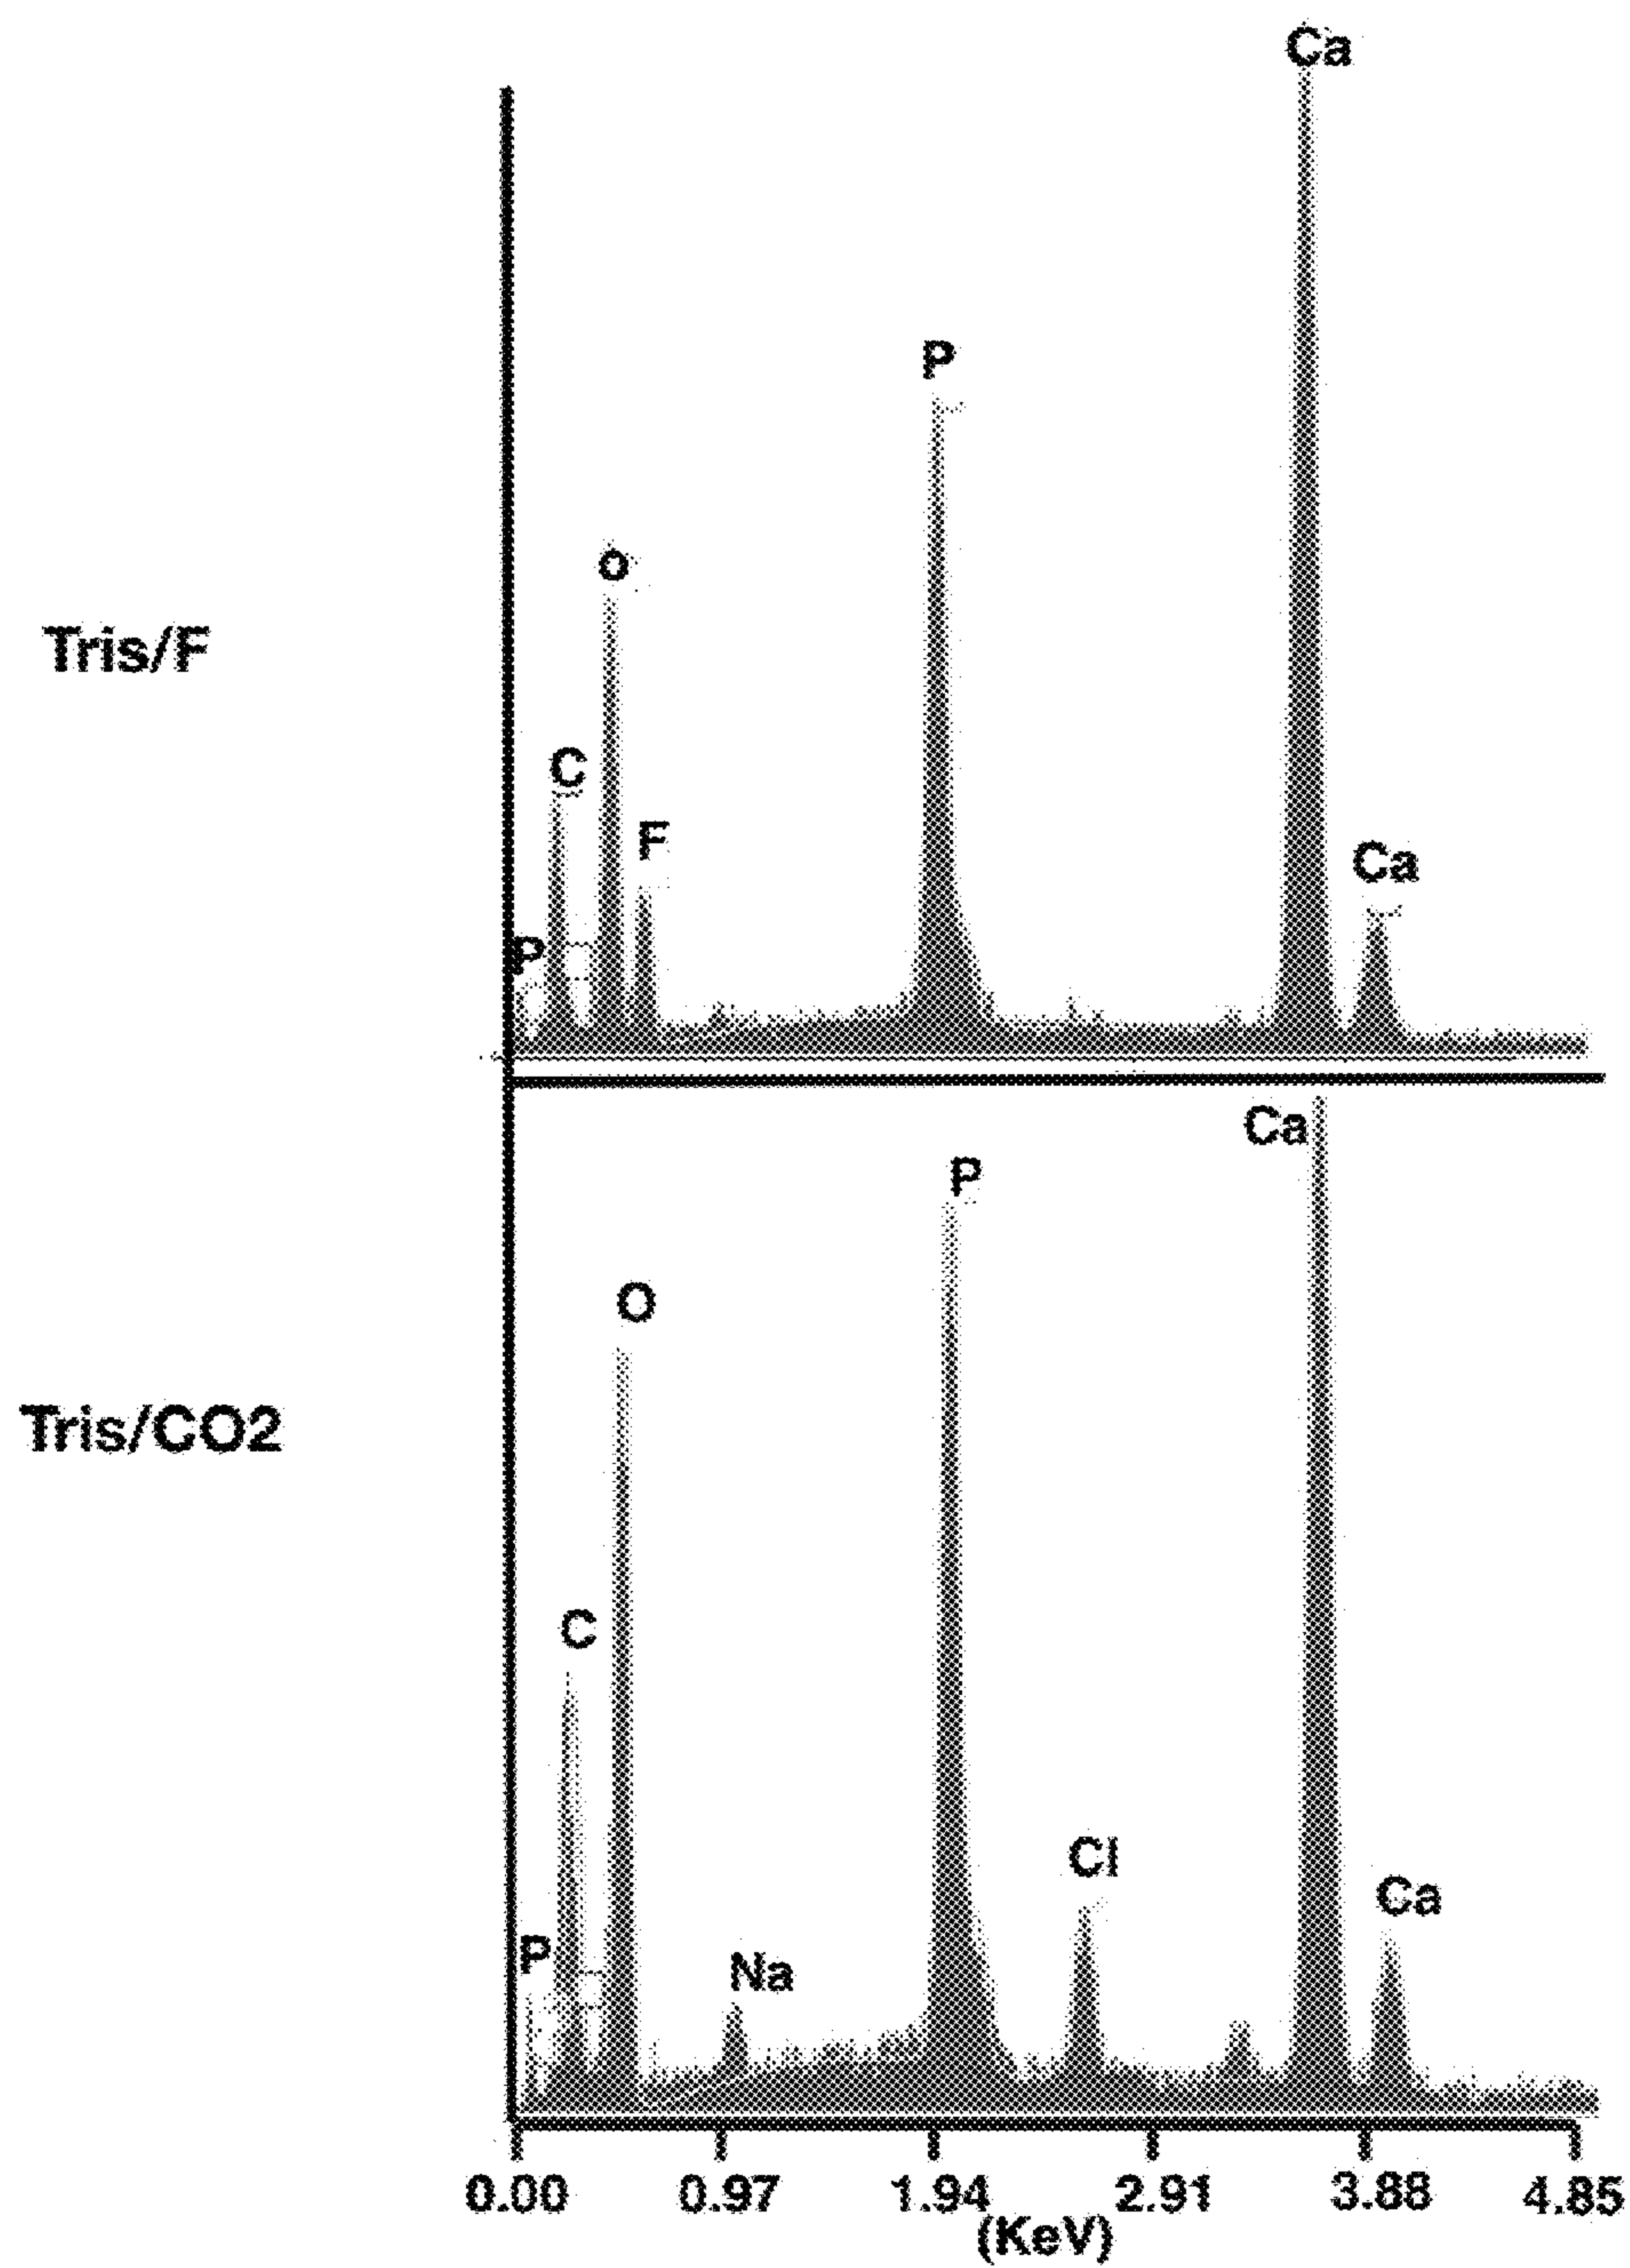 Ca
P
o
Tris/F
C
F
Ca
P
Ca
P
O
Tris/CO2
C
Cl
Ca
P
Na
0.00 0.97 1.94 2.91 3.88 4.85
(KeV)